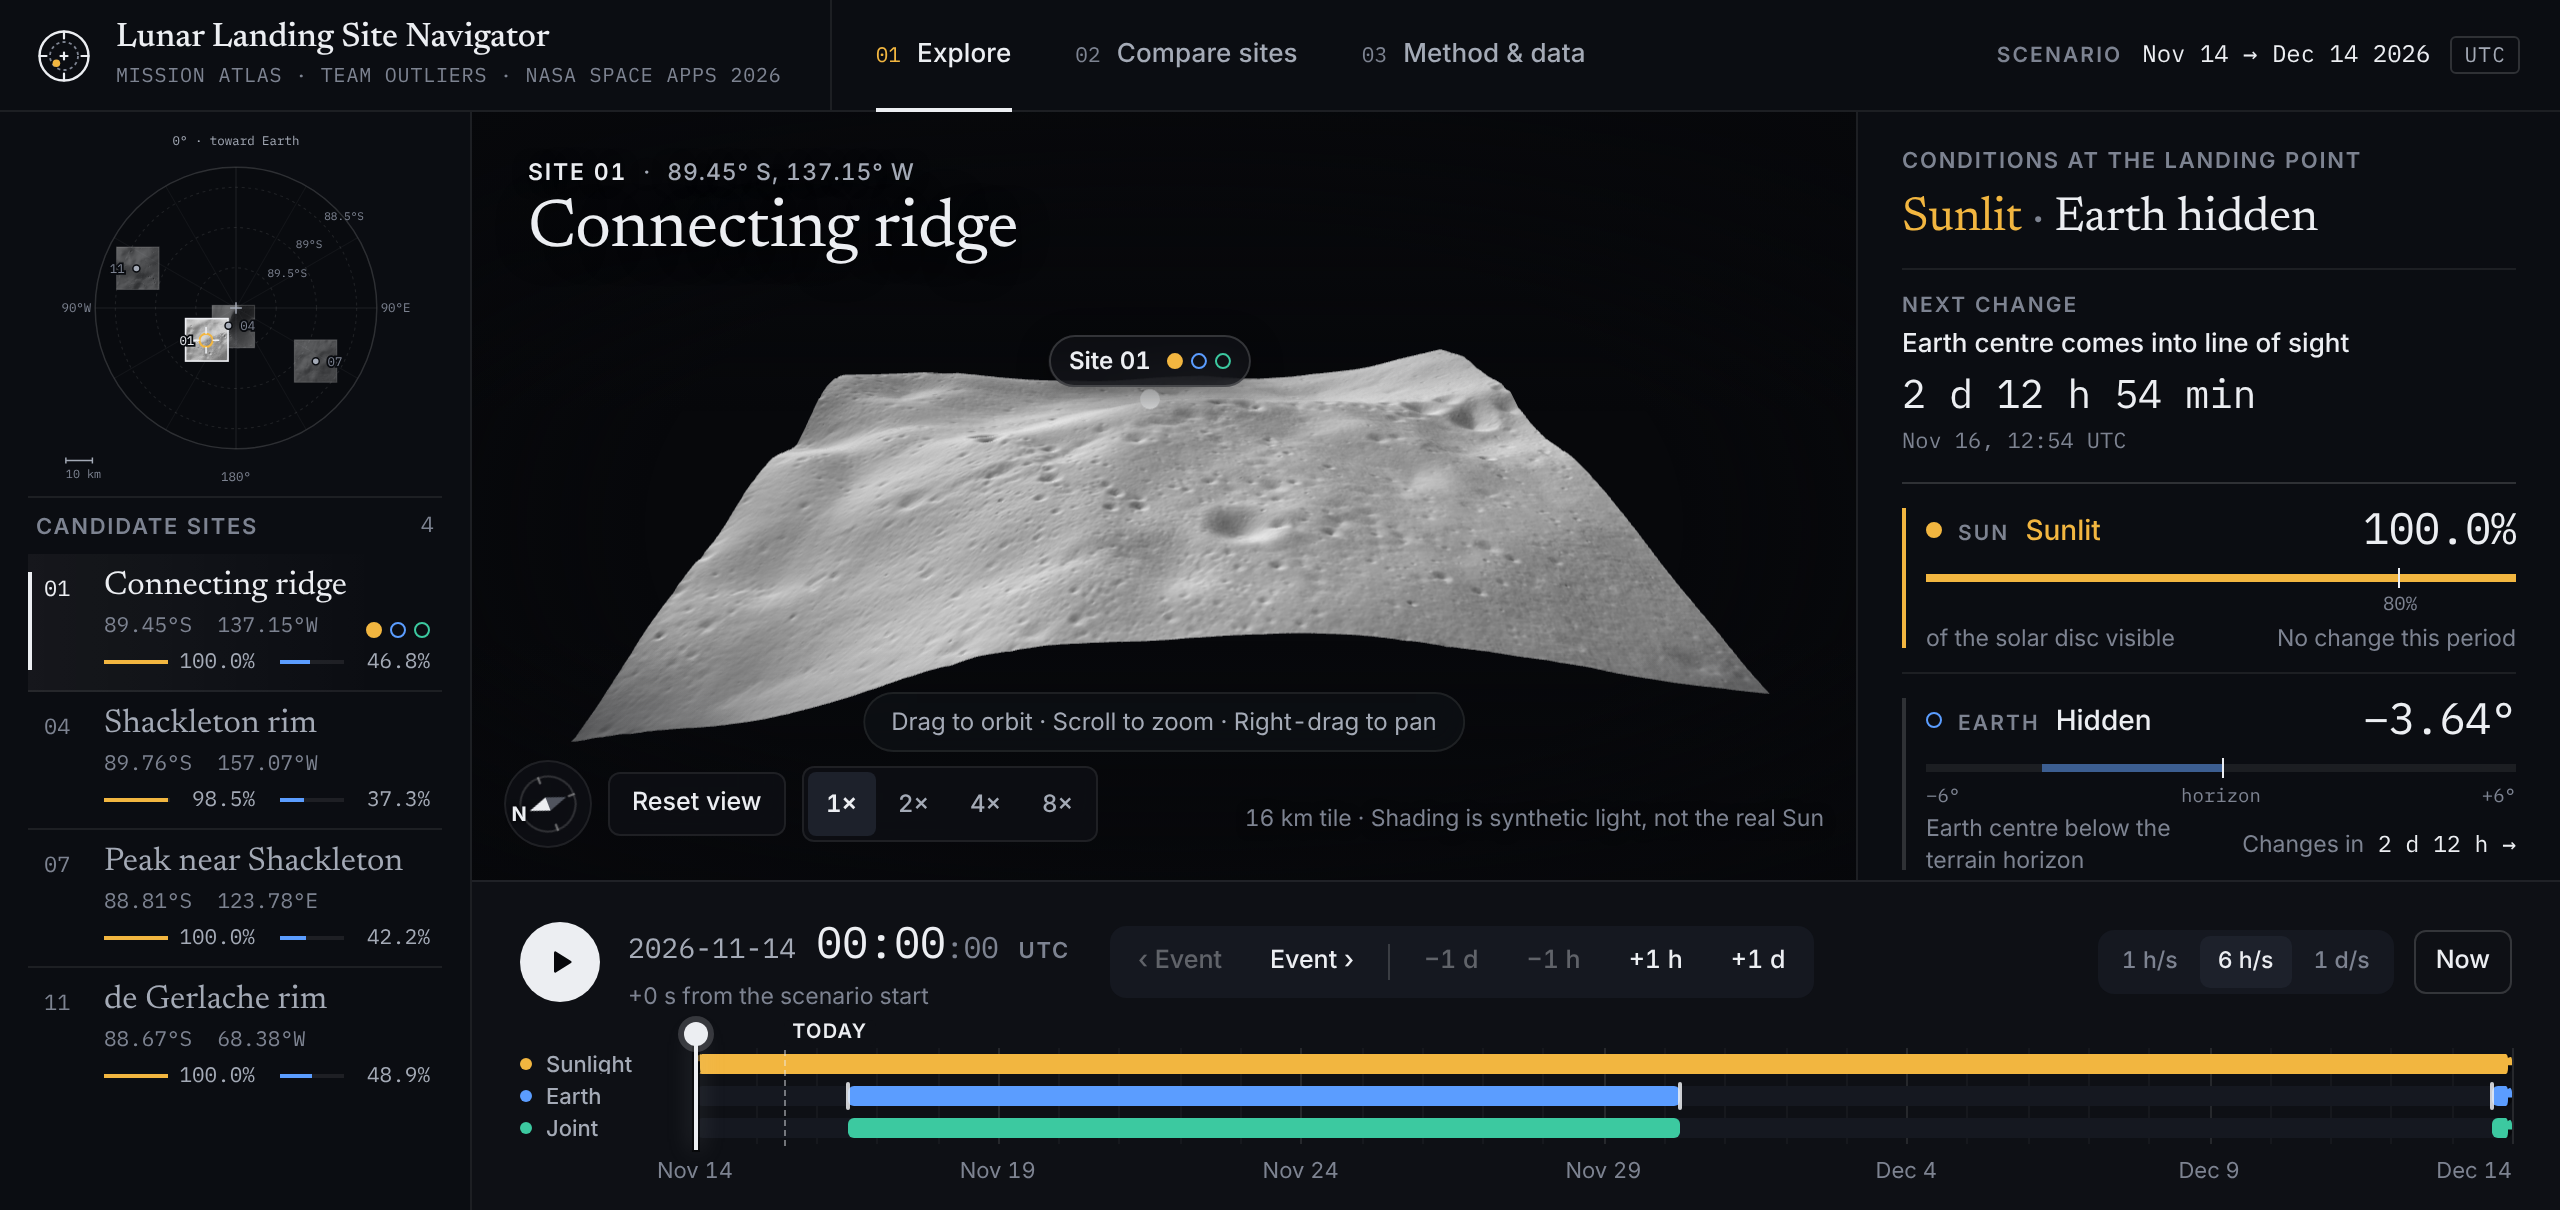 Lunar Landing Site Navigator
MISSION ATLAS · TEAM OUTLIERS · NASA SPACE APPS 2026
01 Explore
02 Compare sites
03 Method & data
SCENARIO Nov 14 → Dec 14 2026 UTC
0° · toward Earth
88.5°S
89°S
89.5°S
11
90°W
90°E
04
01
07
10 km
180°
CANDIDATE SITES 4
01 Connecting ridge
89.45°S 137.15°W
100.0% 46.8%
04 Shackleton rim
89.76°S 157.07°W
98.5% 37.3%
07 Peak near Shackleton
88.81°S 123.78°E
100.0% 42.2%
11 de Gerlache rim
88.67°S 68.38°W
100.0% 48.9%
SITE 01 · 89.45° S, 137.15° W
Connecting ridge
Site 01
Drag to orbit · Scroll to zoom · Right-drag to pan
N
Reset view
1× 2× 4× 8×
16 km tile · Shading is synthetic light, not the real Sun
CONDITIONS AT THE LANDING POINT
Sunlit · Earth hidden
NEXT CHANGE
Earth centre comes into line of sight
2 d 12 h 54 min
Nov 16, 12:54 UTC
SUN Sunlit 100.0%
80%
of the solar disc visible No change this period
EARTH Hidden −3.64°
−6° horizon +6°
Earth centre below the
terrain horizon
Changes in 2 d 12 h →
2026-11-14 00:00:00 UTC
+0 s from the scenario start
‹ Event Event › −1 d −1 h +1 h +1 d
1 h/s 6 h/s 1 d/s Now
TODAY
Sunlight
Earth
Joint
Nov 14 Nov 19 Nov 24 Nov 29 Dec 4 Dec 9 Dec 14